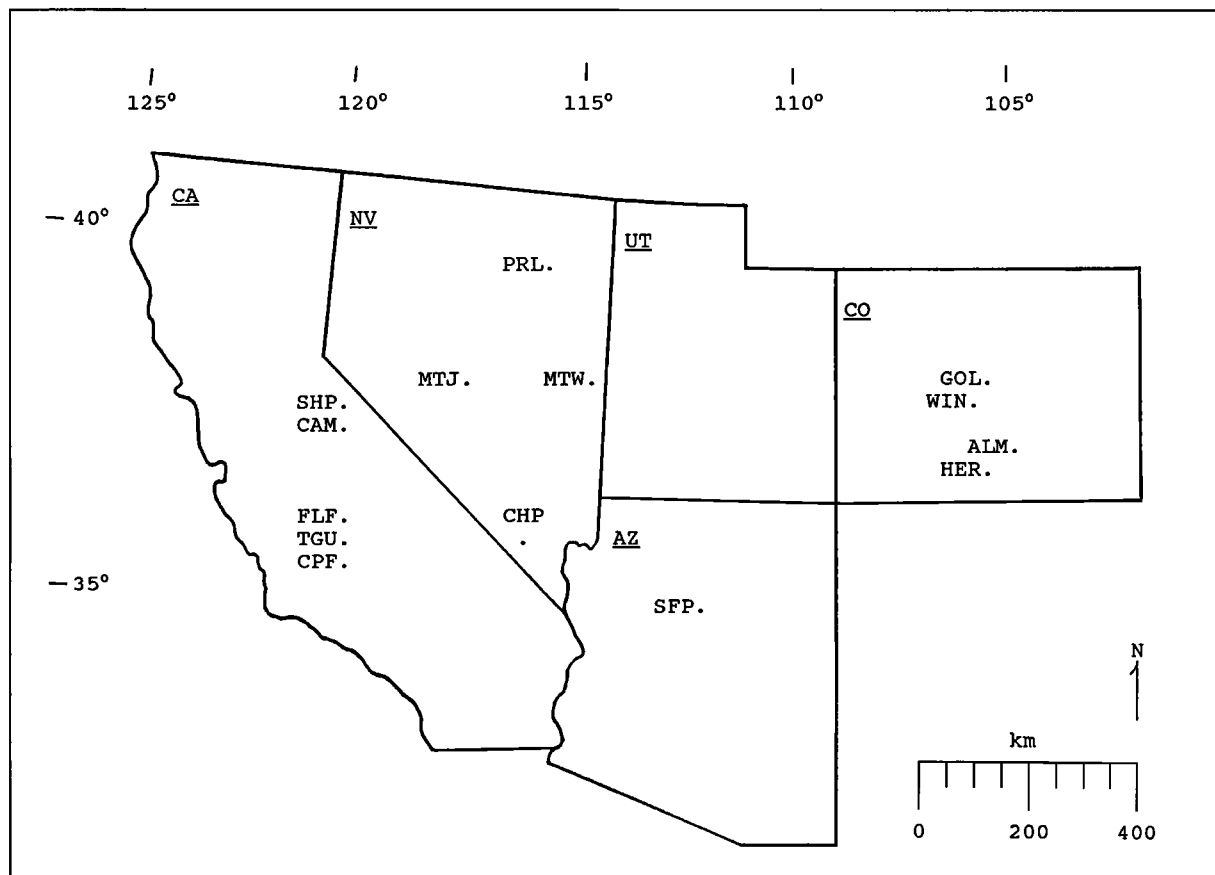 125° 120° 115° 110° 105°
CA
— 40°
NV
UT
PRL.
CO
MTJ. MTW. GOL.
SHP. WIN.
CAM.
ALM.
HER.
FLF. CHP
TGU. AZ
CPF.
— 35°
SFP.
N
km
0 200 400